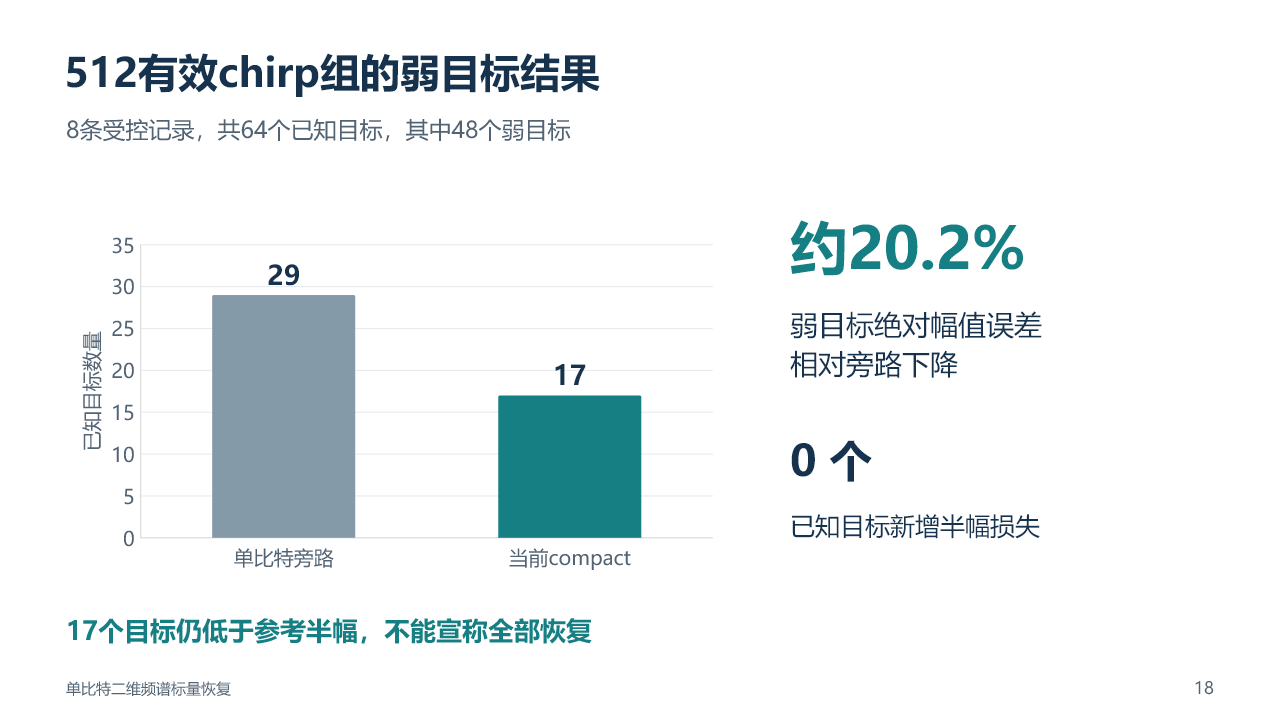 512有效chirp组的弱目标结果
8条受控记录，共64个已知目标，其中48个弱目标
已知目标数量
35
30
25
20
15
10
5
0
29
17
单比特旁路
当前compact
约20.2%
弱目标绝对幅值误差
相对旁路下降
0 个
已知目标新增半幅损失
17个目标仍低于参考半幅，不能宣称全部恢复
单比特二维频谱标量恢复
18